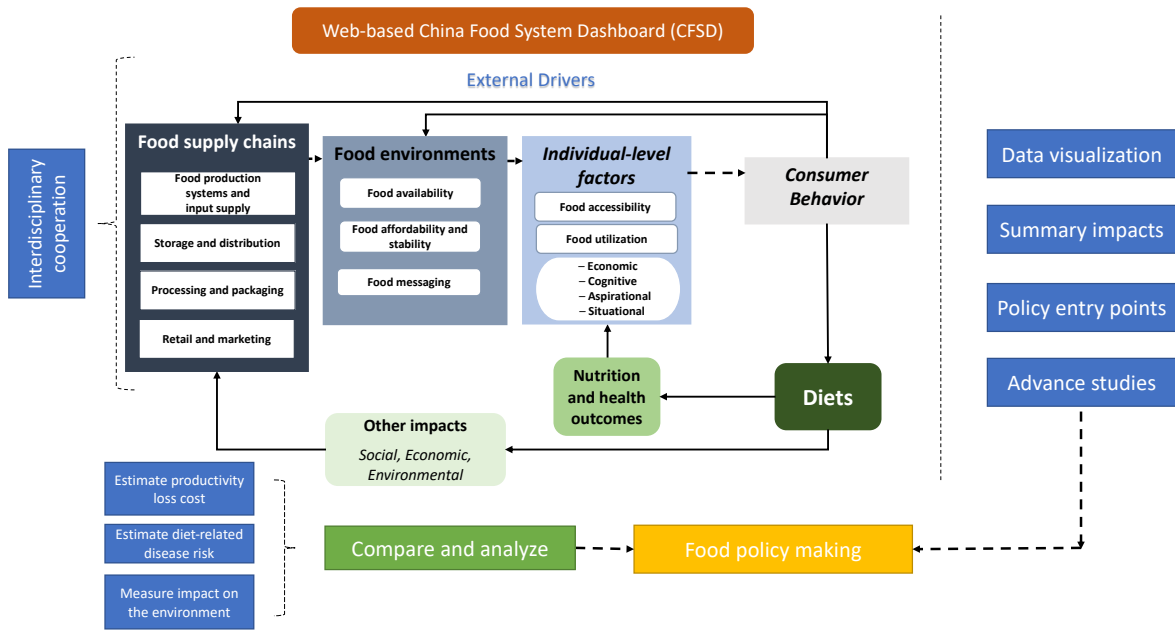 Web-based China Food System Dashboard (CFSD)
External Drivers
Interdisciplinary
cooperation
Food supply chains
Food production
systems and
input supply
Storage and distribution
Processing and packaging
Retail and marketing
Food environments
Food availability
Food affordability and
stability
Food messaging
Individual-level
factors
Food accessibility
Food utilization
– Economic
– Cognitive
– Aspirational
– Situational
Consumer
Behavior
Nutrition
and health
outcomes
Diets
Other impacts
Social, Economic,
Environmental
Data visualization
Summary impacts
Policy entry points
Advance studies
Estimate productivity
loss cost
Estimate diet-related
disease risk
Measure impact on
the environment
Compare and analyze
Food policy making